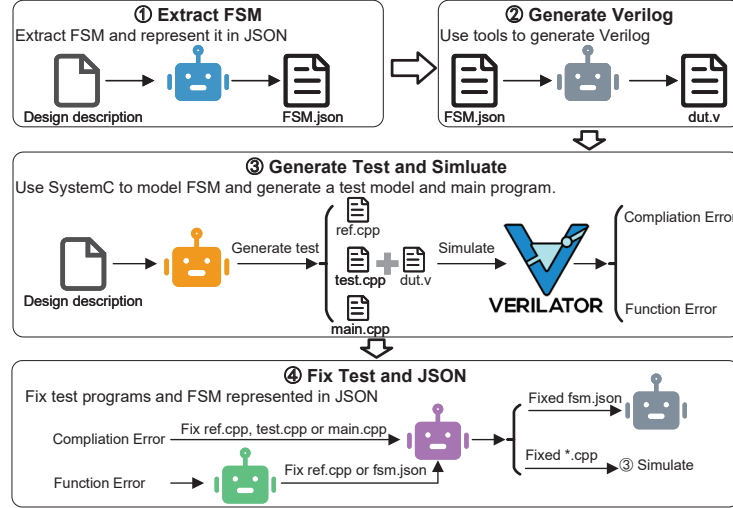 ① Extract FSM
Extract FSM and represent it in JSON
Design description
FSM.json
② Generate Verilog
Use tools to generate Verilog
FSM.json
dut.v
③ Generate Test and Simluate
Use SystemC to model FSM and generate a test model and main program.
Design description
Generate test
ref.cpp
test.cpp
dut.v
main.cpp
Simulate
VERILATOR
Compliation Error
Function Error
④ Fix Test and JSON
Fix test programs and FSM represented in JSON
Compliation Error
Fix ref.cpp, test.cpp or main.cpp
Function Error
Fix ref.cpp or fsm.json
Fixed fsm.json
Fixed *.cpp
③ Simulate